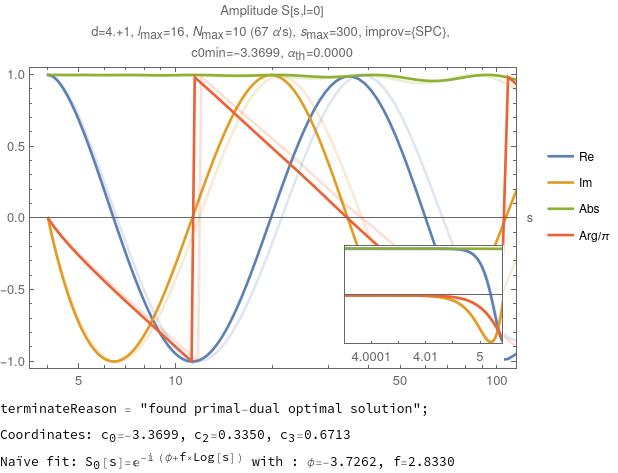 Amplitude S[s,l=0]
d=4.+1, lmax=16, Nmax=10 (67 α's), smax=300, improv={SPC},
c0min=-3.3699, αth=0.0000
1.0
0.5
0.0
-0.5
-1.0
s
Re
Im
Abs
Arg/π
4.0001 4.01 5
5 10 50 100
terminateReason = "found primal-dual optimal solution";
Coordinates: c0=-3.3699, c2=0.3350, c3=0.6713
Naïve fit: S0[s]=e^-i (ϕ+f×Log[s]) with : ϕ=-3.7262, f=2.8330